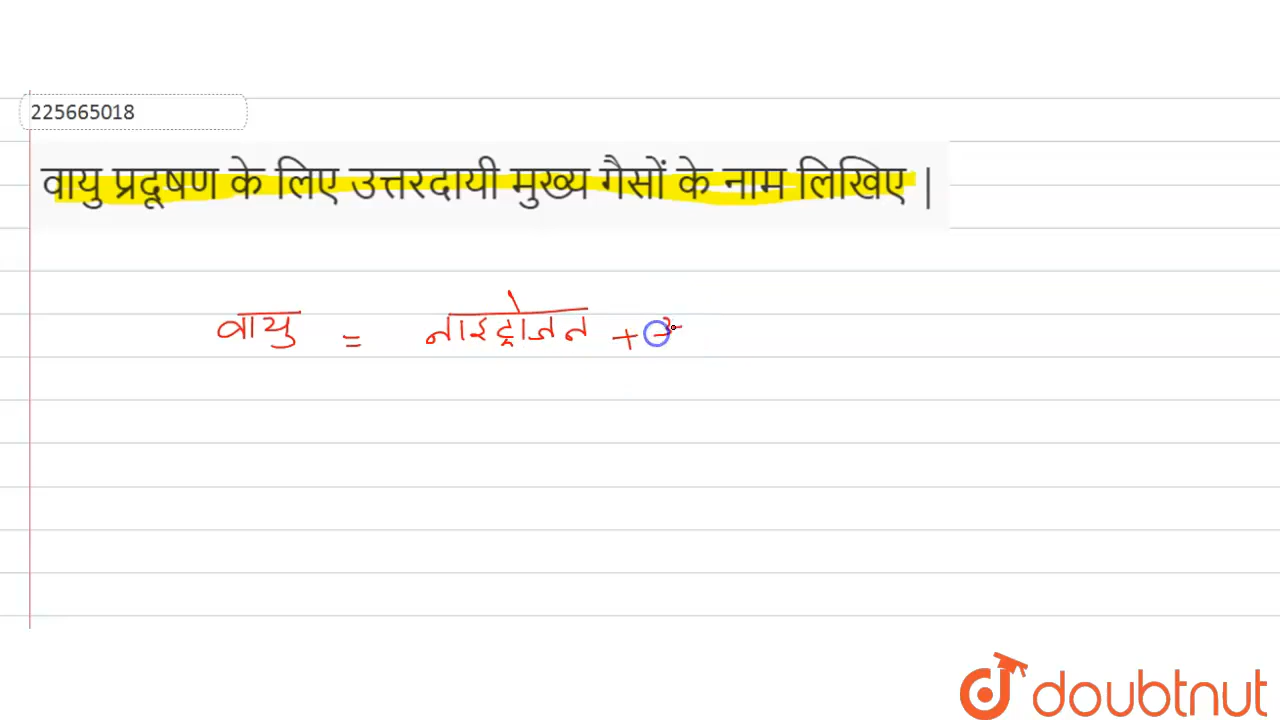 225665018
वायु प्रदूषण के लिए उत्तरदायी मुख्य गैसों के नाम लिखिए |
वायु = नाइट्रोजन +
doubtnut